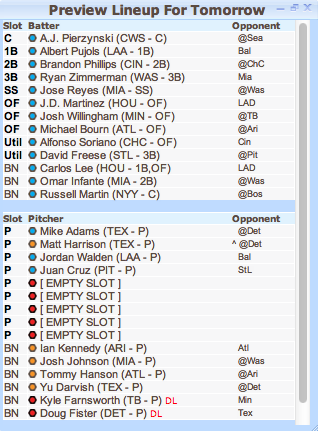 Preview Lineup For Tomorrow
Slot Batter Opponent
C A.J. Pierzynski (CWS - C) @Sea
1B Albert Pujols (LAA - 1B) Bal
2B Brandon Phillips (CIN - 2B) @ChC
3B Ryan Zimmerman (WAS - 3B) Mia
SS Jose Reyes (MIA - SS) @Was
OF J.D. Martinez (HOU - OF) LAD
OF Josh Willingham (MIN - OF) @TB
OF Michael Bourn (ATL - OF) @Ari
Util Alfonso Soriano (CHC - OF) Cin
Util David Freese (STL - 3B) @Pit
BN Carlos Lee (HOU - 1B,OF) LAD
BN Omar Infante (MIA - 2B) @Was
BN Russell Martin (NYY - C) @Bos
Slot Pitcher Opponent
P Mike Adams (TEX - P) @Det
P Matt Harrison (TEX - P) ^ @Det
P Jordan Walden (LAA - P) Bal
P Juan Cruz (PIT - P) StL
P [ EMPTY SLOT ]
P [ EMPTY SLOT ]
P [ EMPTY SLOT ]
P [ EMPTY SLOT ]
P [ EMPTY SLOT ]
BN Ian Kennedy (ARI - P) Atl
BN Josh Johnson (MIA - P) @Was
BN Tommy Hanson (ATL - P) @Ari
BN Yu Darvish (TEX - P) @Det
BN Kyle Farnsworth (TB - P) DL Min
BN Doug Fister (DET - P) DL Tex